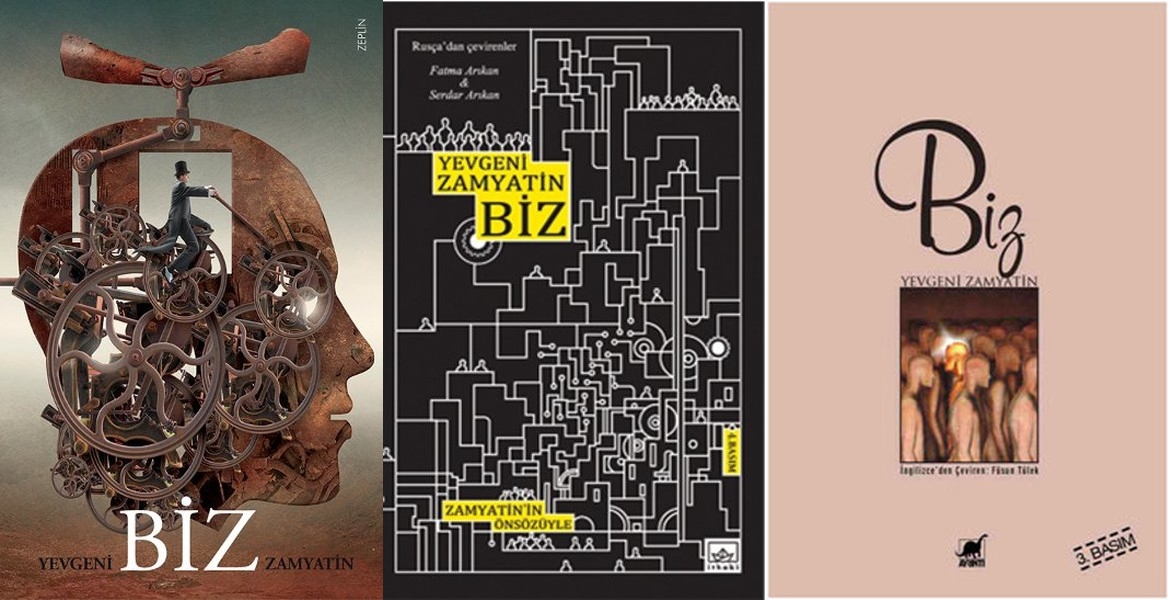 ZEPLİN
BİZ
YEVGENİ
ZAMYATİN
Rusça'dan çevirenler
Fatma Arıkan
&
Serdar Arıkan
YEVGENİ
ZAMYATİN
BİZ
4. BASIM
ZAMYATİN'İN
ÖNSÖZÜYLE
ithaki
Biz
YEVGENİ ZAMYATİN
İngilizce'den Çeviren: Füsun Tülek
AYRINTI
3. BASIM